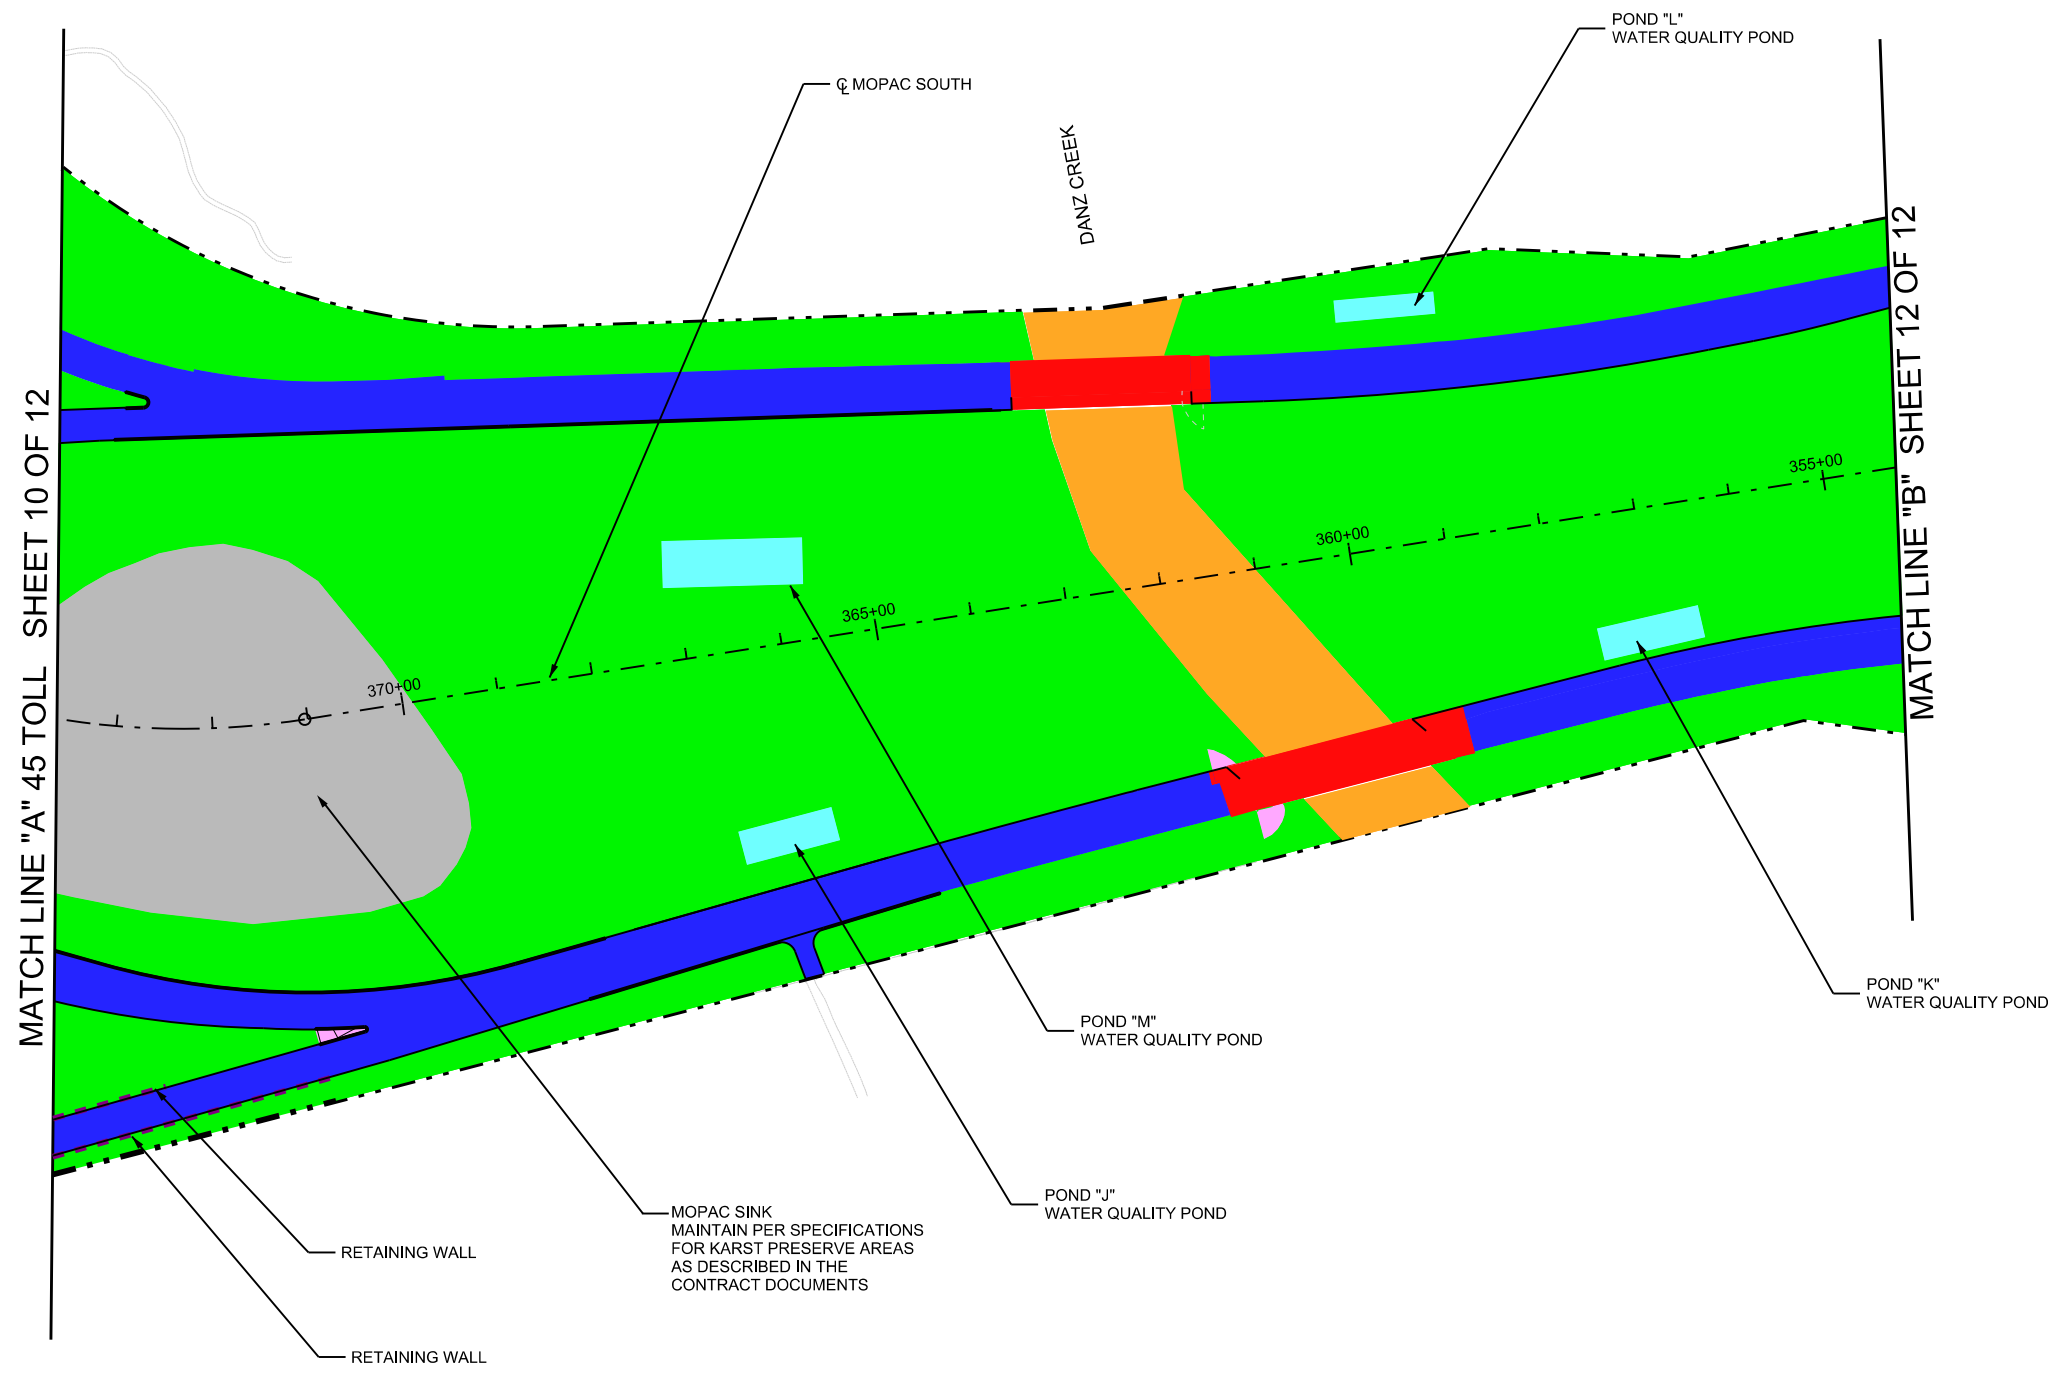 POND "L"
WATER QUALITY POND
℄ MOPAC SOUTH
DANZ CREEK
MATCH LINE "A" 45 TOLL SHEET 10 OF 12
MATCH LINE "B" SHEET 12 OF 12
355+00
360+00
365+00
370+00
POND "K"
WATER QUALITY POND
POND "M"
WATER QUALITY POND
POND "J"
WATER QUALITY POND
MOPAC SINK
MAINTAIN PER SPECIFICATIONS
FOR KARST PRESERVE AREAS
AS DESCRIBED IN THE
CONTRACT DOCUMENTS
RETAINING WALL
RETAINING WALL